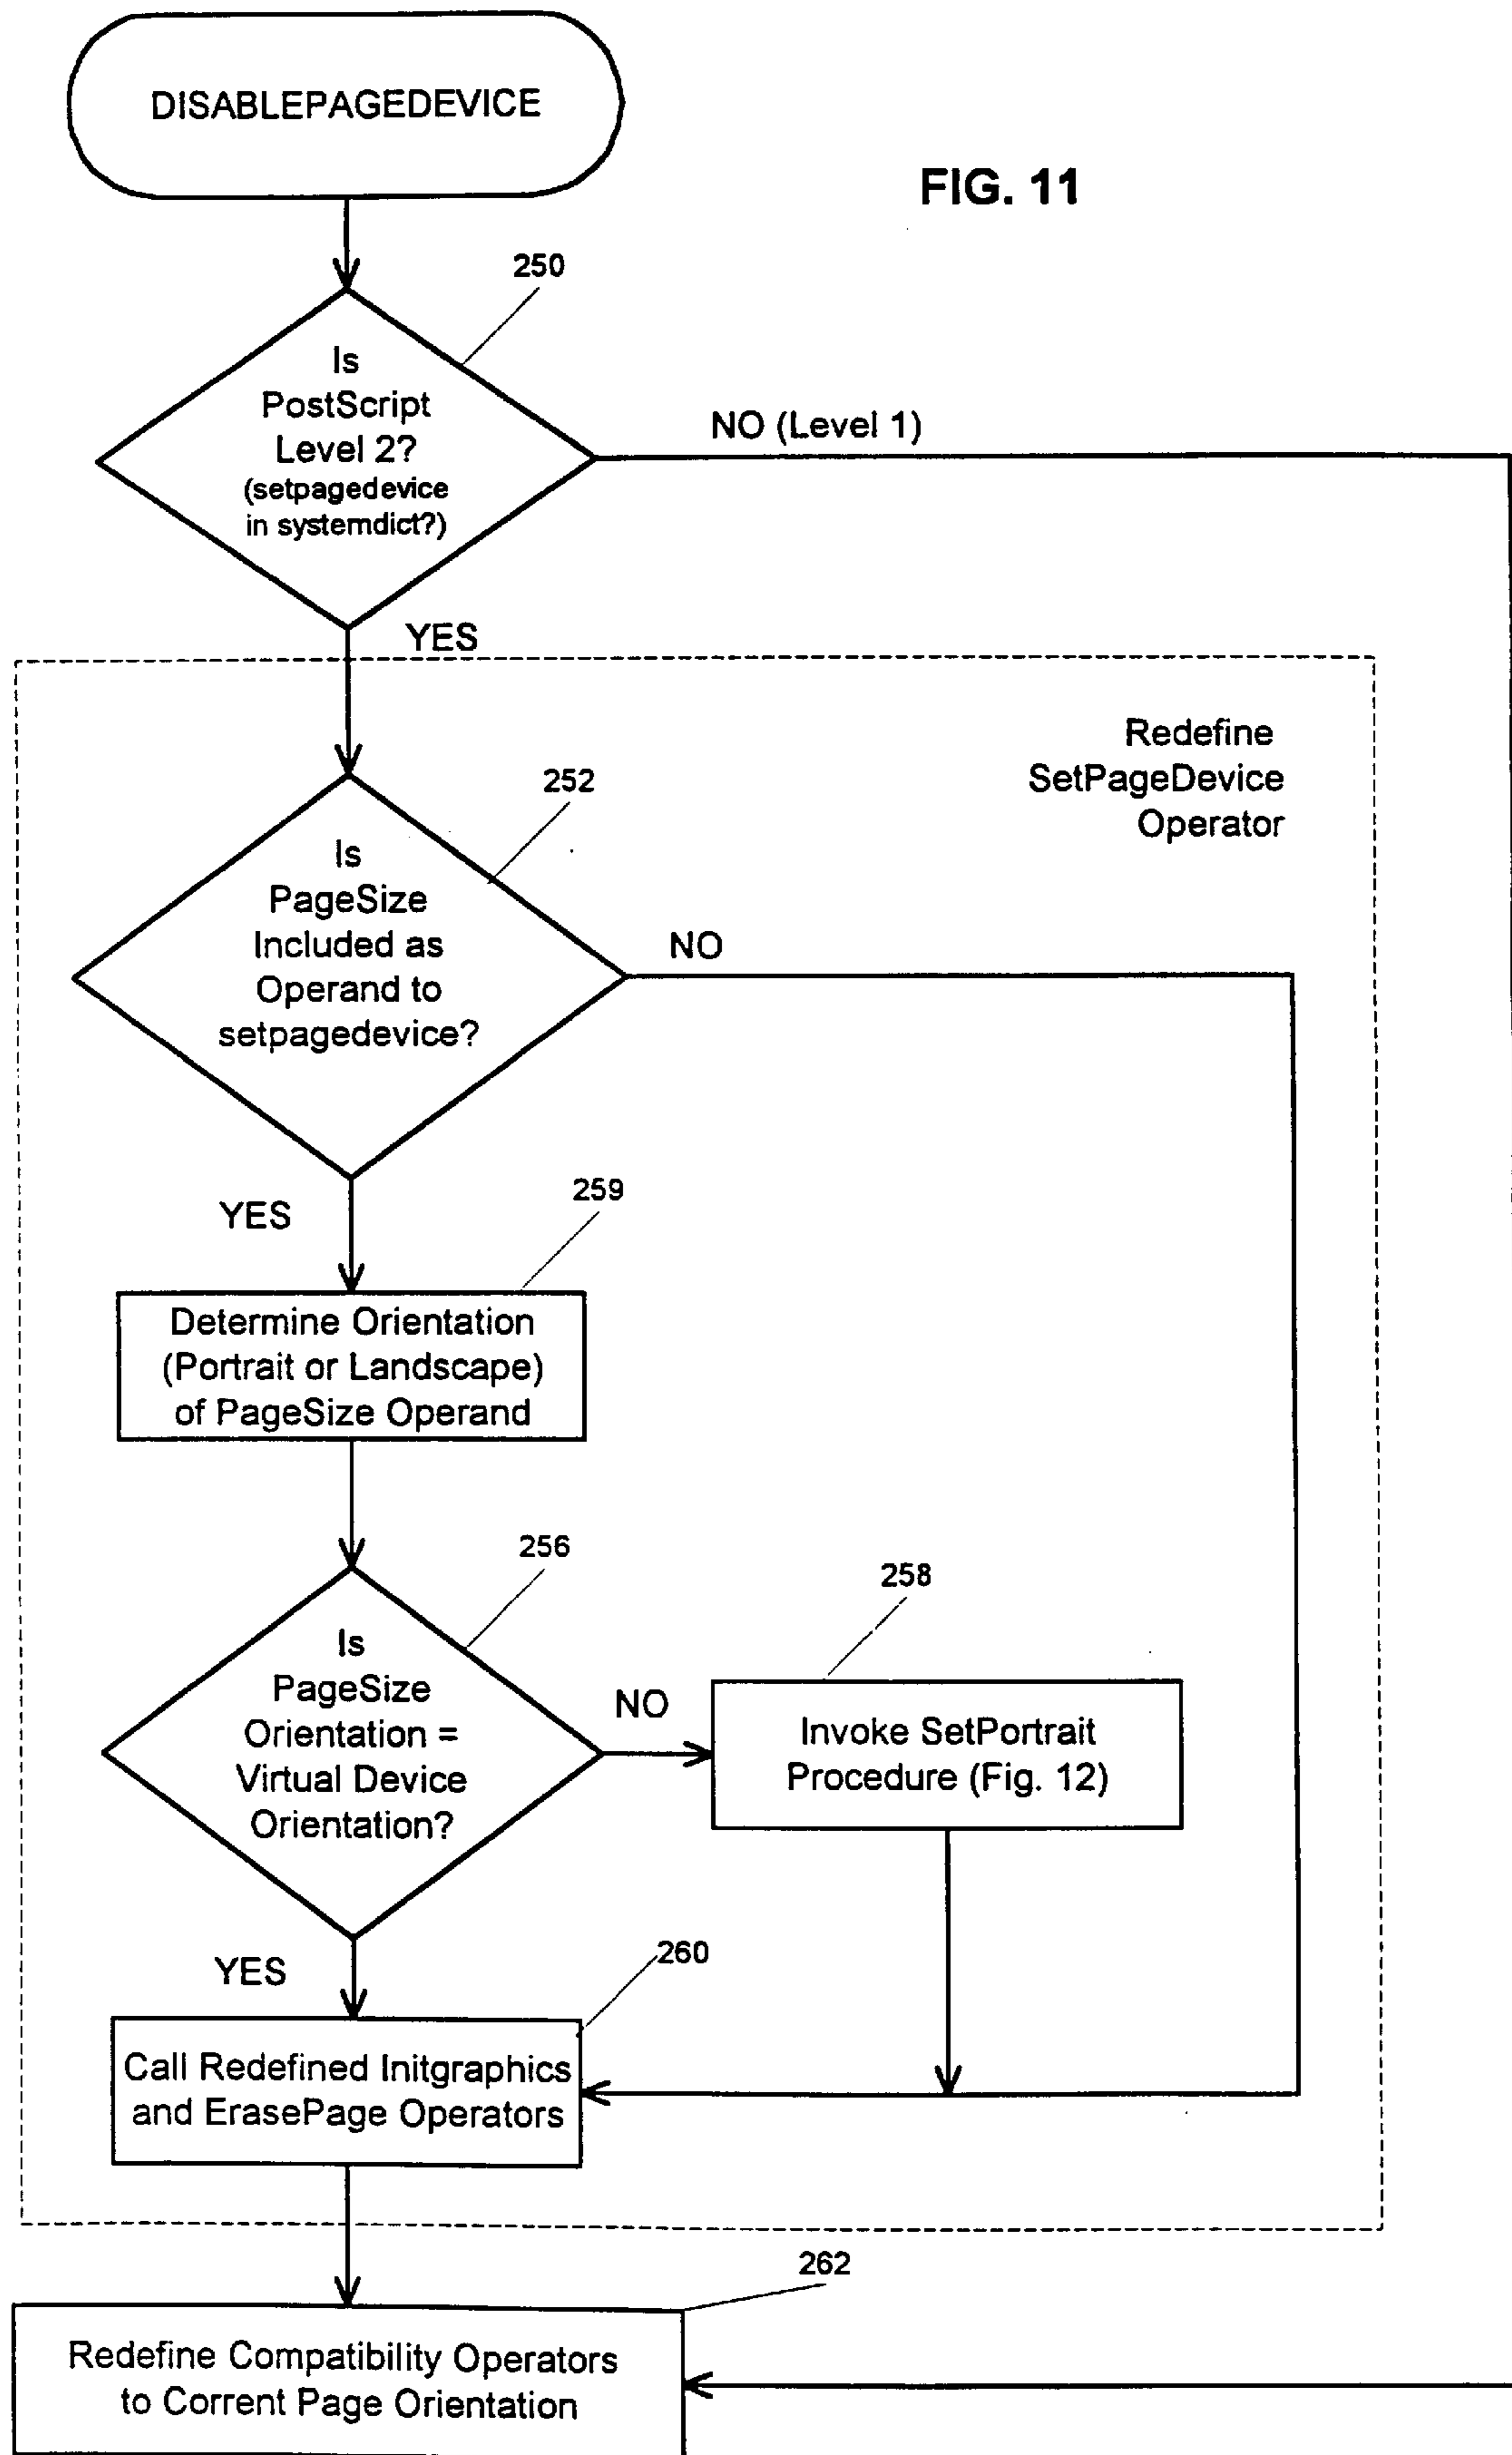 DISABLEPAGEDEVICE
FIG. 11
250
Is
PostScript
Level 2?
(setpagedevice
in systemdict?)
NO (Level 1)
YES
Redefine
SetPageDevice
Operator
252
Is
PageSize
Included as
Operand to
setpagedevice?
NO
YES
259
Determine Orientation
(Portrait or Landscape)
of PageSize Operand
256
Is
PageSize
Orientation =
Virtual Device
Orientation?
NO
258
Invoke SetPortrait
Procedure (Fig. 12)
YES
260
Call Redefined Initgraphics
and ErasePage Operators
262
Redefine Compatibility Operators
to Corrent Page Orientation